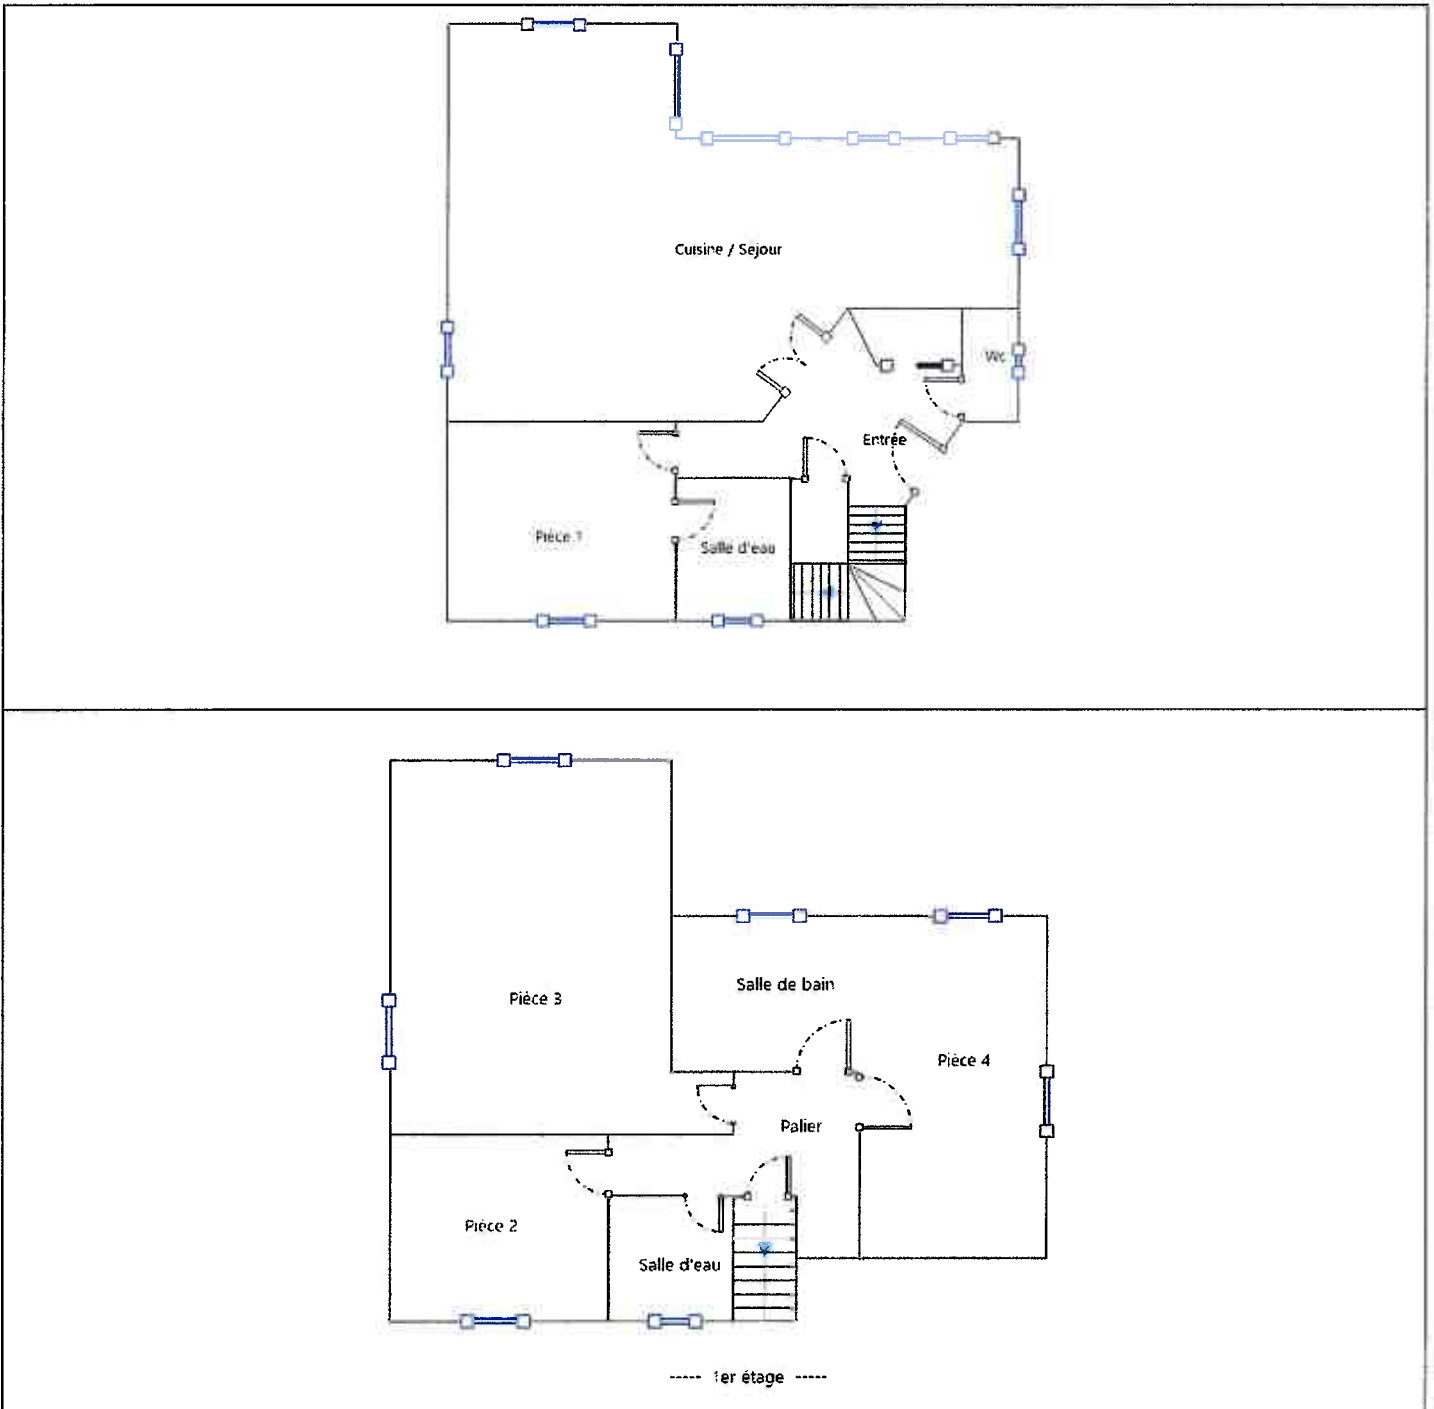 Cuisine / Sejour
Wc
Entrée
Pièce 1
Salle d'eau
Salle de bain
Pièce 3
Pièce 4
Palier
Pièce 2
Salle d'eau
----- 1er étage -----